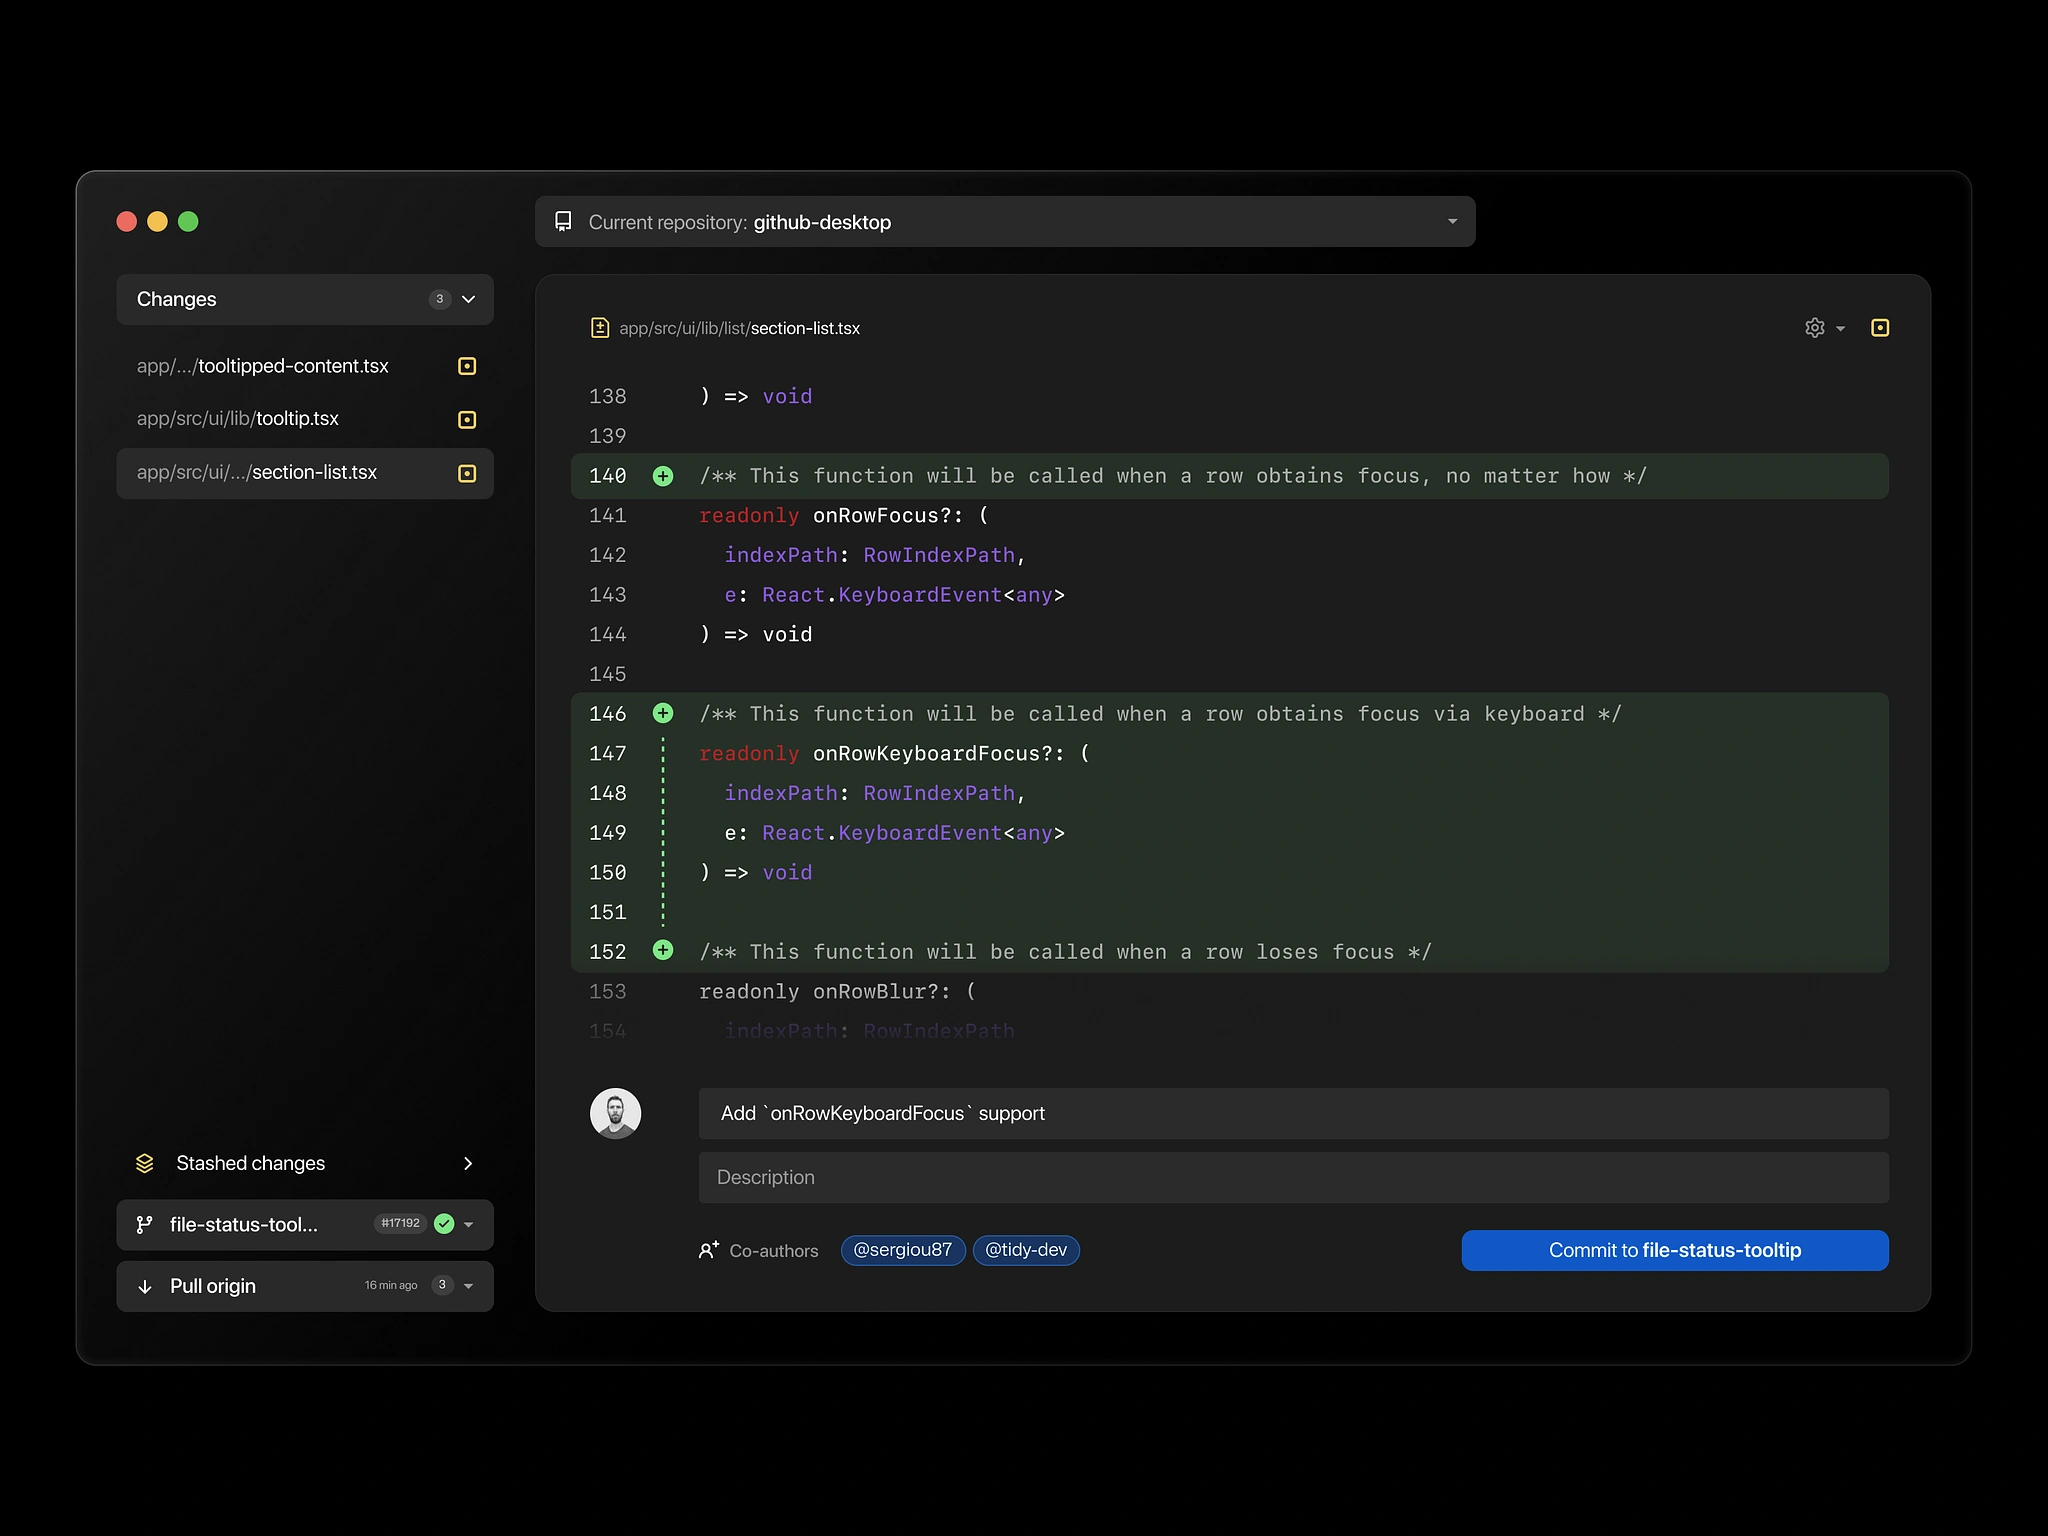 Current repository: github-desktop
Changes 3
app/.../tooltipped-content.tsx
app/src/ui/lib/tooltip.tsx
app/src/ui/.../section-list.tsx
Stashed changes
file-status-tool... #17192
Pull origin 16 min ago 3
app/src/ui/lib/list/section-list.tsx
138 ) => void
139
140 /** This function will be called when a row obtains focus, no matter how */
141 readonly onRowFocus?: (
142 indexPath: RowIndexPath,
143 e: React.KeyboardEvent<any>
144 ) => void
145
146 /** This function will be called when a row obtains focus via keyboard */
147 readonly onRowKeyboardFocus?: (
148 indexPath: RowIndexPath,
149 e: React.KeyboardEvent<any>
150 ) => void
151
152 /** This function will be called when a row loses focus */
153 readonly onRowBlur?: (
154 indexPath: RowIndexPath
Add `onRowKeyboardFocus` support
Description
Co-authors @sergiou87 @tidy-dev
Commit to file-status-tooltip